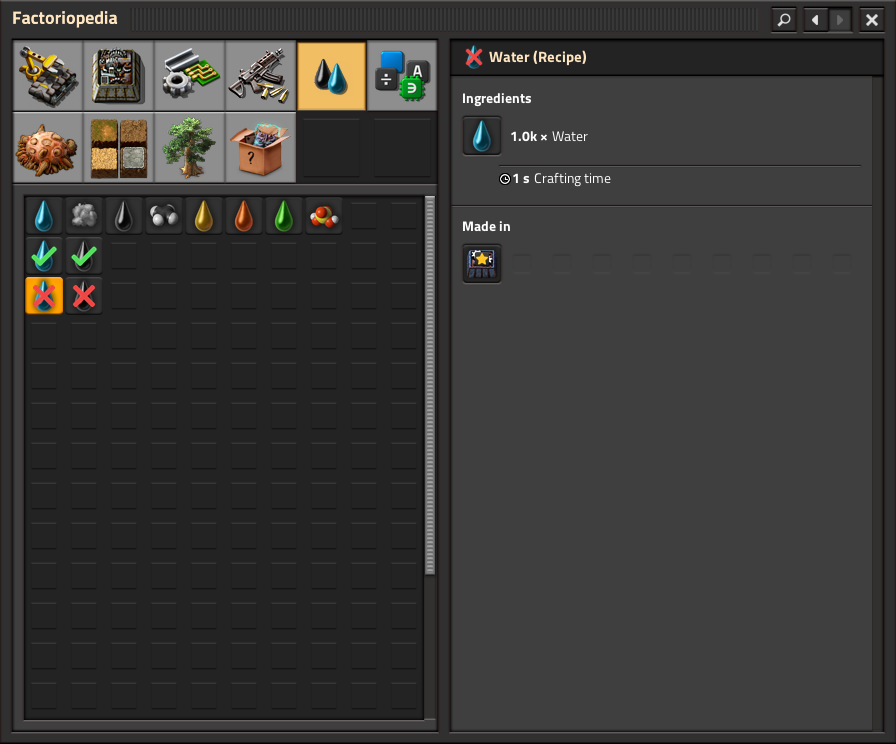 Factoriopedia
A
?
Water (Recipe)
Ingredients
1.0k × Water
1 s Crafting time
Made in